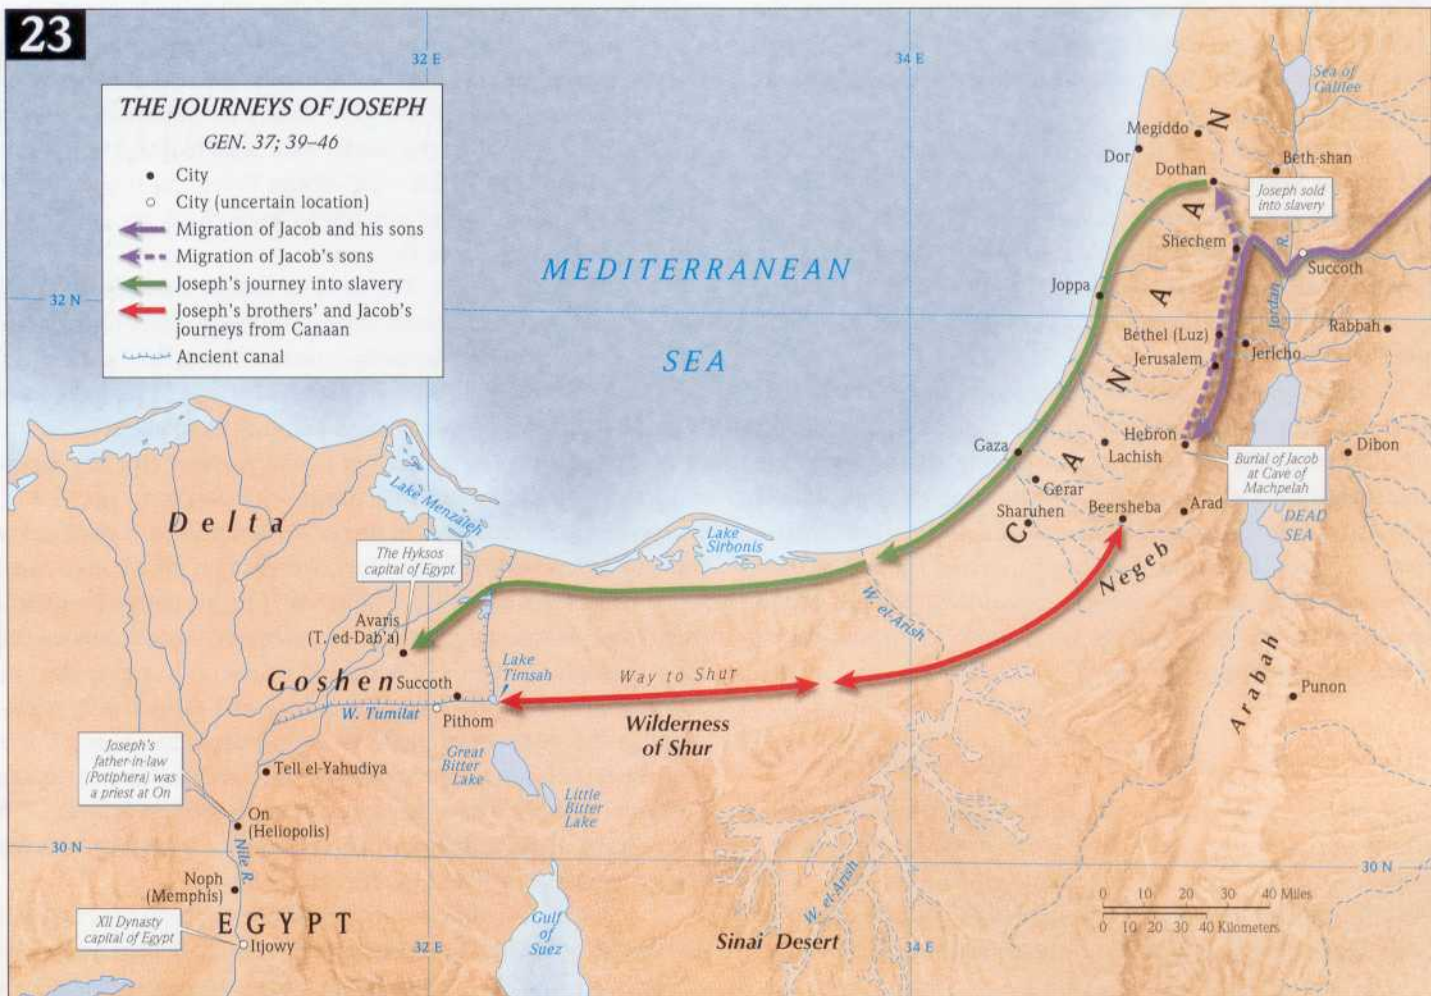 23
32 E
34 E
THE JOURNEYS OF JOSEPH
GEN. 37; 39–46
City
City (uncertain location)
Migration of Jacob and his sons
Migration of Jacob's sons
Joseph's journey into slavery
Joseph's brothers' and Jacob's
journeys from Canaan
Ancient canal
Sea of
Galilee
Megiddo
Dor
Dothan
Beth-shan
Joseph sold
into slavery
Shechem
Succoth
Jordan R.
MEDITERRANEAN
SEA
32 N
Joppa
Bethel (Luz)
Jerusalem
Jericho
Rabbah
CANAAN
Gaza
Hebron
Lachish
Dibon
Burial of Jacob
at Cave of
Machpelah
Gerar
Sharuhen
Beersheba
Arad
DEAD
SEA
Negeb
Delta
Lake Menzaleh
Lake
Sirbonis
The Hyksos
capital of Egypt
W. el-Arish
Avaris
(T. ed-Dab'a)
Goshen
Succoth
Lake
Timsah
Way to Shur
W. Tumilat
Pithom
Wilderness
of Shur
Arabah
Punon
Great
Bitter
Lake
Little
Bitter
Lake
Joseph's
father-in-law
(Potiphera) was
a priest at On
Tell el-Yahudiya
On
(Heliopolis)
30 N
30 N
Nile R.
Noph
(Memphis)
XII Dynasty
capital of Egypt
EGYPT
Itjowy
32 E
Gulf
of
Suez
Sinai Desert
W. el-Arish
34 E
0 10 20 30 40 Miles
0 10 20 30 40 Kilometers